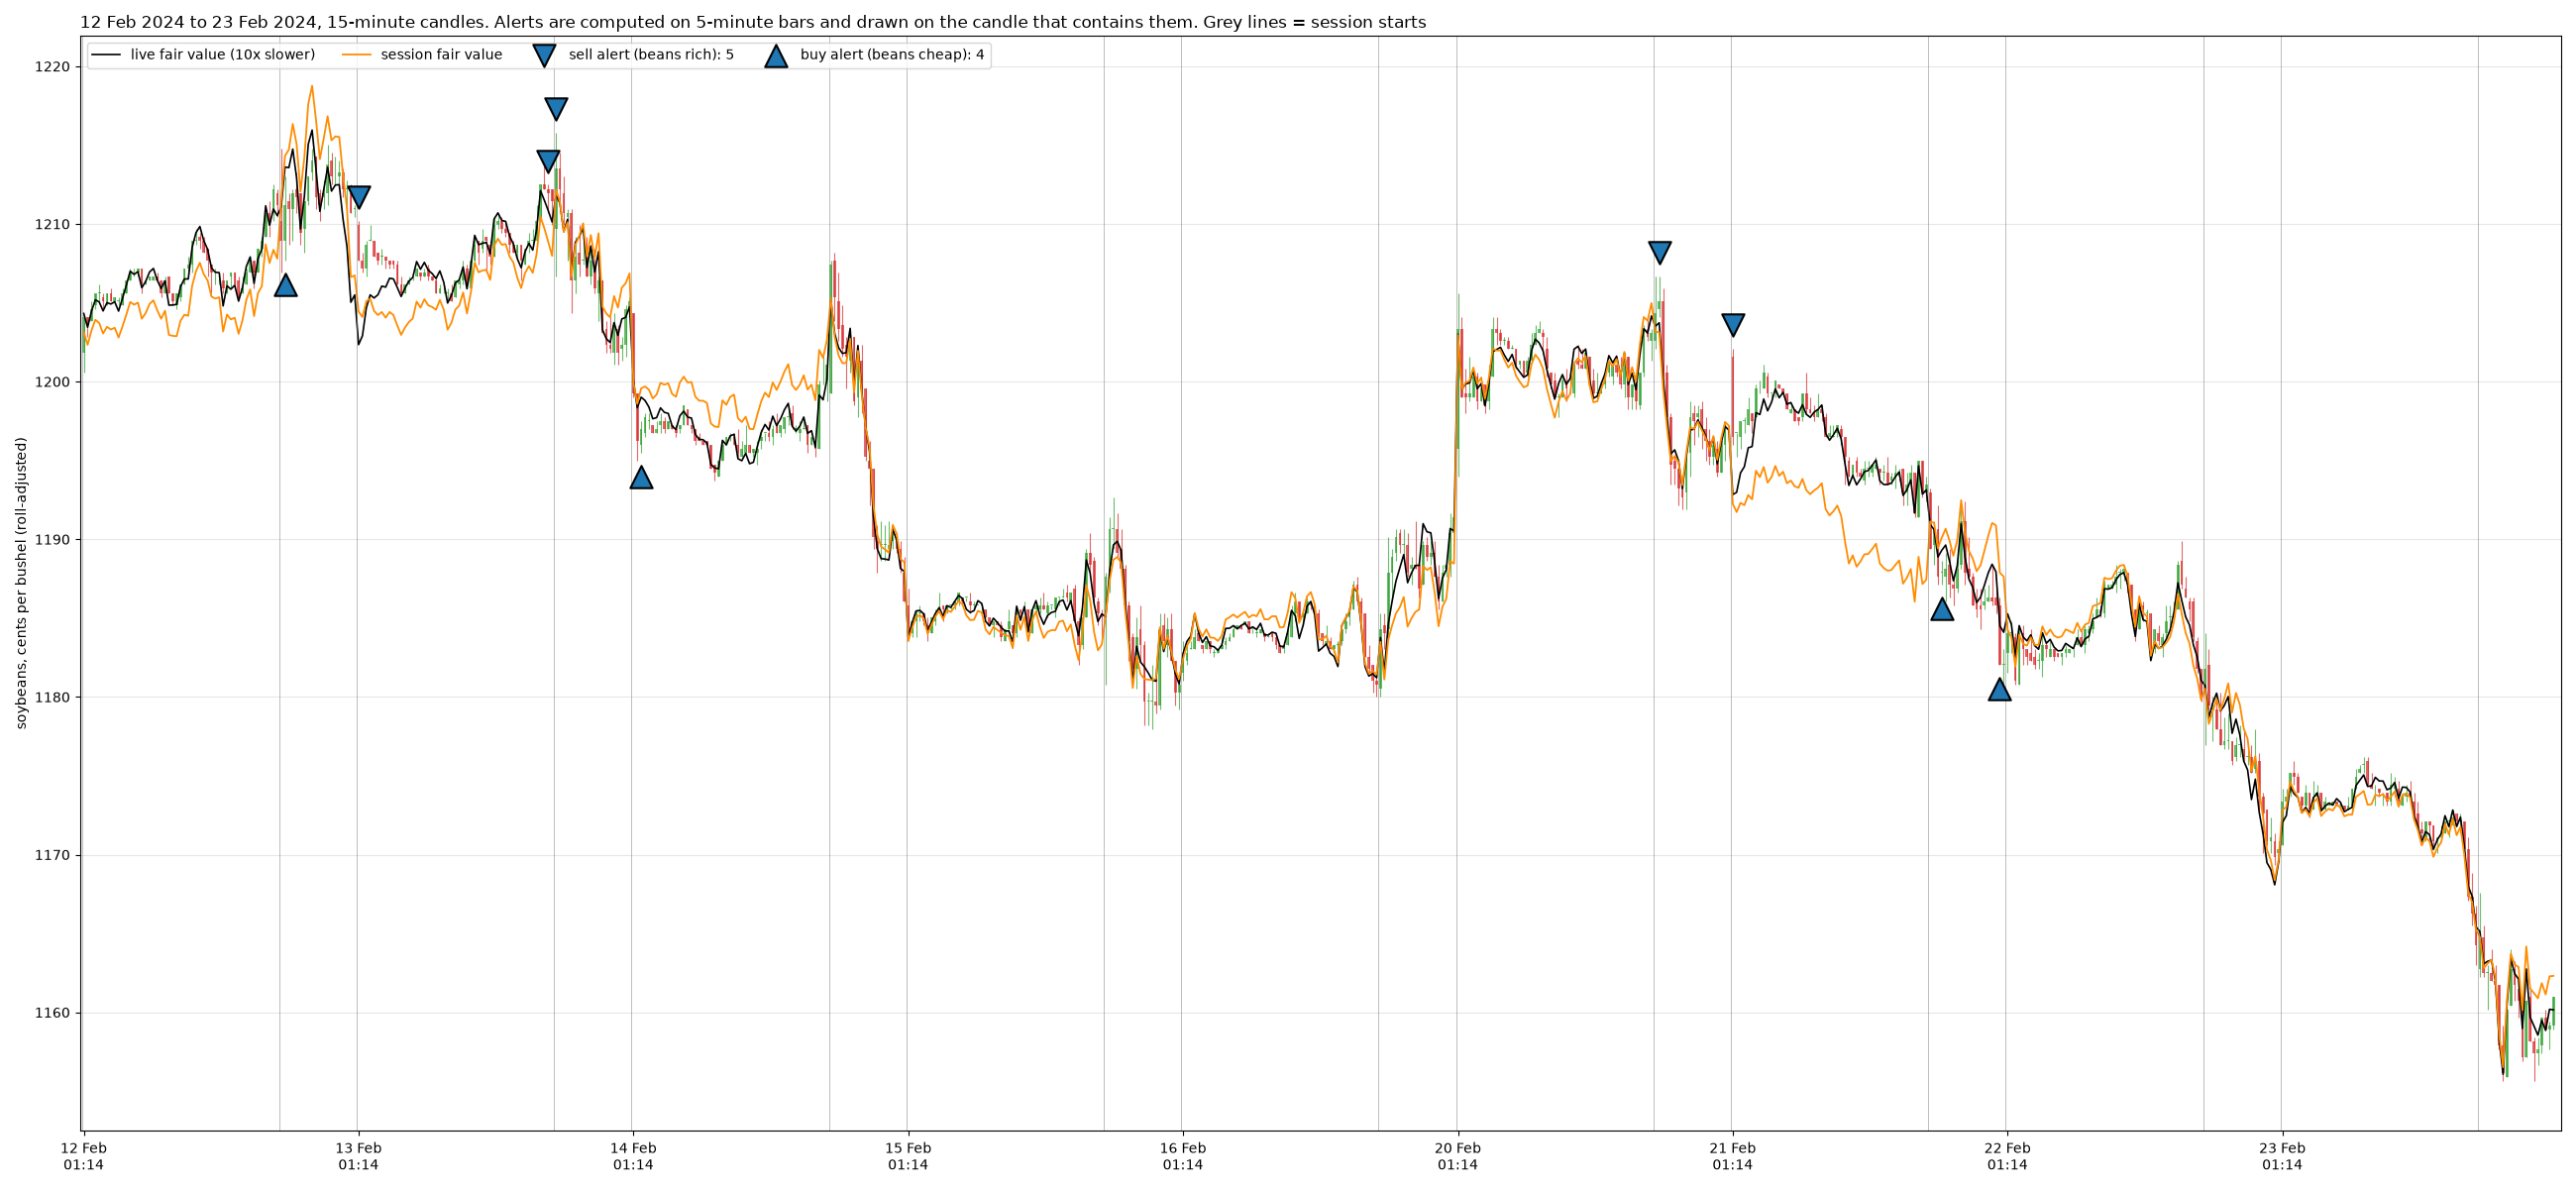 12 Feb 2024 to 23 Feb 2024, 15-minute candles. Alerts are computed on 5-minute bars and drawn on the candle that contains them. Grey lines = session starts
live fair value (10x slower)
session fair value
sell alert (beans rich): 5
buy alert (beans cheap): 4
soybeans, cents per bushel (roll-adjusted)
1220
1210
1200
1190
1180
1170
1160
12 Feb
01:14
13 Feb
01:14
14 Feb
01:14
15 Feb
01:14
16 Feb
01:14
20 Feb
01:14
21 Feb
01:14
22 Feb
01:14
23 Feb
01:14